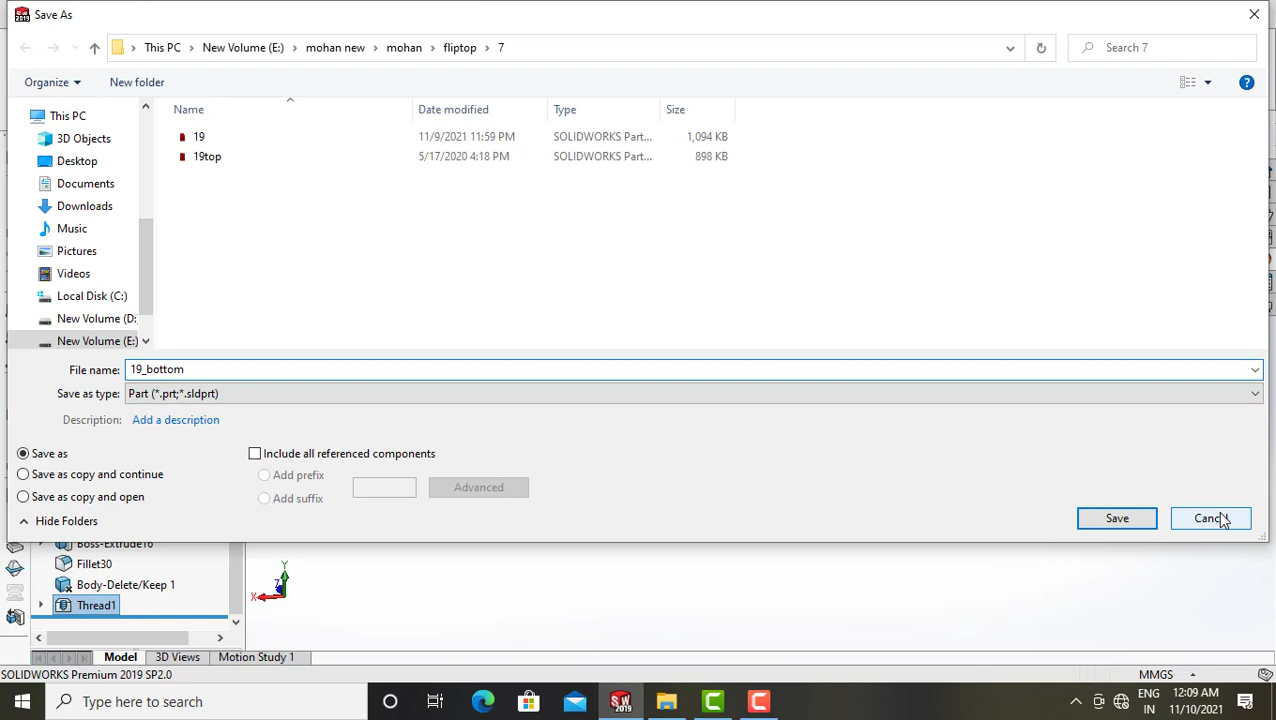 Save As
This PC > New Volume (E:) > mohan new > mohan > fliptop > 7
Search 7
Organize
New folder
Name Date modified Type Size
19 11/9/2021 11:59 PM SOLIDWORKS Part... 1,094 KB
19top 5/17/2020 4:18 PM SOLIDWORKS Part... 898 KB
This PC
3D Objects
Desktop
Documents
Downloads
Music
Pictures
Videos
Local Disk (C:)
New Volume (D:
New Volume (E:)
File name: 19_bottom
Save as type: Part (*.prt;*.sldprt)
Description: Add a description
Save as
Save as copy and continue
Save as copy and open
Include all referenced components
Add prefix
Add suffix
Advanced
Hide Folders
Save
Cancel
Boss-Extrude16
Fillet30
Body-Delete/Keep 1
Thread1
Y
Z
X
Model 3D Views Motion Study 1
SOLIDWORKS Premium 2019 SP2.0
MMGS
Type here to search
SW
2019
ENG
IN
12:09 AM
11/10/2021